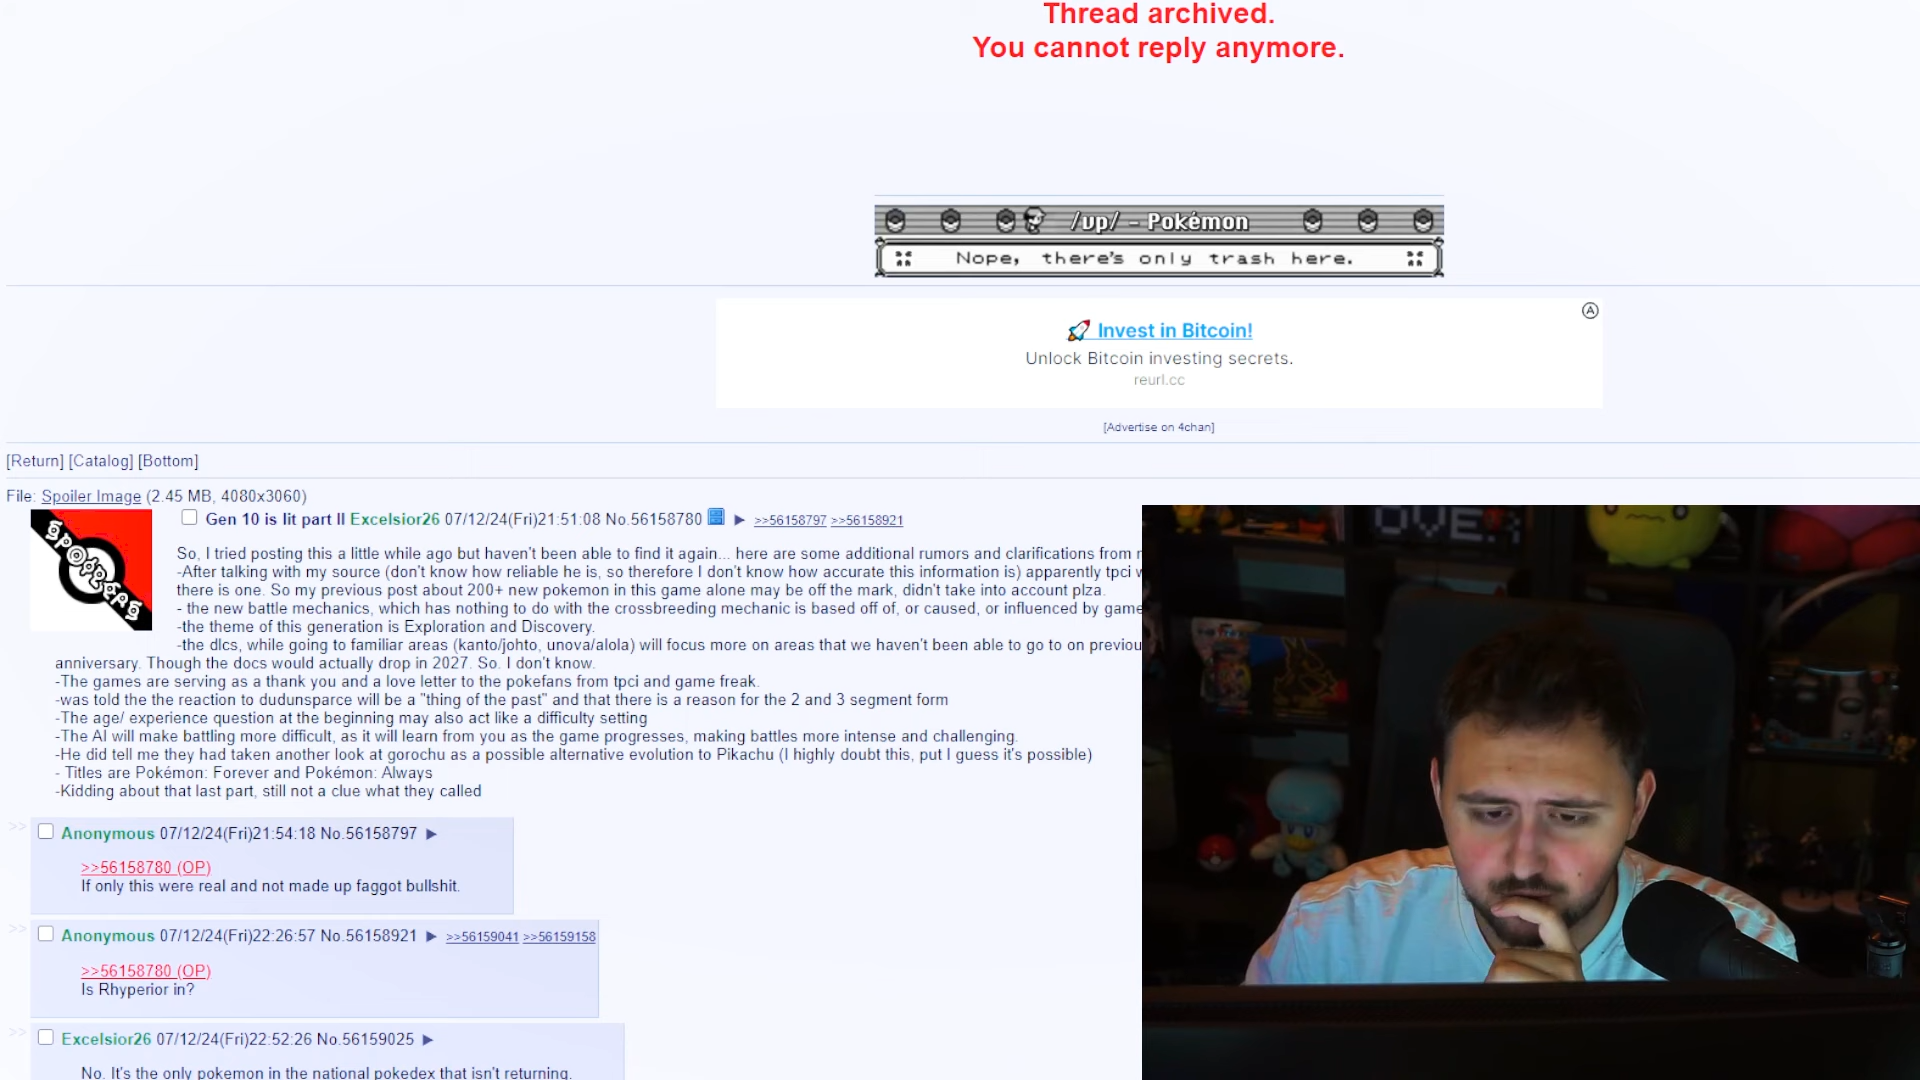 Thread archived.
You cannot reply anymore.
/vp/ - Pokémon
Nope, there's only trash here.
🚀 Invest in Bitcoin!
Unlock Bitcoin investing secrets.
reurl.cc
[Advertise on 4chan]
[Return] [Catalog] [Bottom]
File: Spoiler Image (2.45 MB, 4080x3060)
SPOILERS
Gen 10 is lit part II Excelsior26 07/12/24(Fri)21:51:08 No.56158780 ▶ >>56158797 >>56158921
So, I tried posting this a little while ago but haven't been able to find it again... here are some additional rumors and clarifications from
-After talking with my source (don't know how reliable he is, so therefore I don't know how accurate this information is) apparently tpci
there is one. So my previous post about 200+ new pokemon in this game alone may be off the mark, didn't take into account plza.
- the new battle mechanics, which has nothing to do with the crossbreeding mechanic is based off of, or caused, or influenced by game
-the theme of this generation is Exploration and Discovery.
-the dlcs, while going to familiar areas (kanto/johto, unova/alola) will focus more on areas that we haven't been able to go to on previou
anniversary. Though the docs would actually drop in 2027. So. I don't know.
-The games are serving as a thank you and a love letter to the pokefans from tpci and game freak.
-was told the the reaction to dudunsparce will be a "thing of the past" and that there is a reason for the 2 and 3 segment form
-The age/ experience question at the beginning may also act like a difficulty setting
-The AI will make battling more difficult, as it will learn from you as the game progresses, making battles more intense and challenging.
-He did tell me they had taken another look at gorochu as a possible alternative evolution to Pikachu (I highly doubt this, put I guess it's possible)
- Titles are Pokémon: Forever and Pokémon: Always
-Kidding about that last part, still not a clue what they called
>> Anonymous 07/12/24(Fri)21:54:18 No.56158797 ▶
>>56158780 (OP)
If only this were real and not made up faggot bullshit.
>> Anonymous 07/12/24(Fri)22:26:57 No.56158921 ▶ >>56159041 >>56159158
>>56158780 (OP)
Is Rhyperior in?
>> Excelsior26 07/12/24(Fri)22:52:26 No.56159025 ▶
No. It's the only pokemon in the national pokedex that isn't returning.